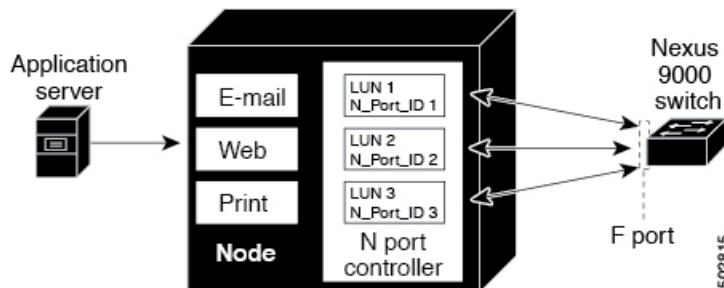 Application
server
E-mail
Web
Print
Node
LUN 1
N_Port_ID 1
LUN 2
N_Port_ID 2
LUN 3
N_Port_ID 3
N port
controller
Nexus
9000
switch
F port